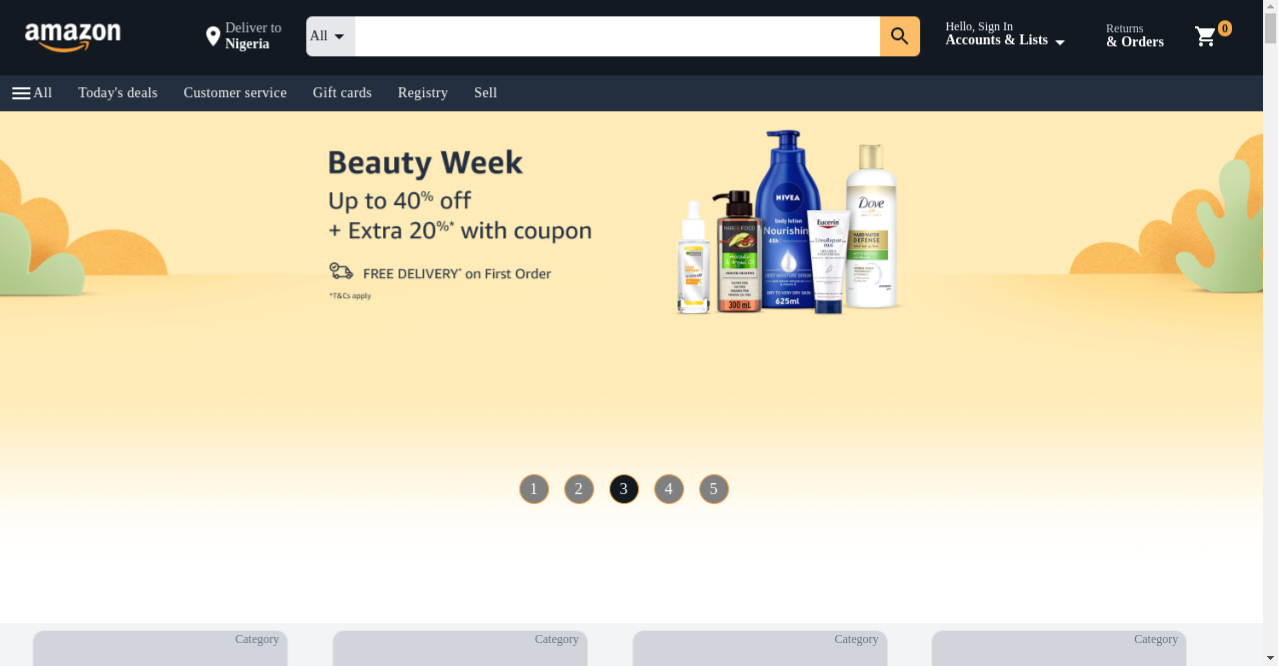 amazon
Deliver to
Nigeria
All
Hello, Sign In
Accounts & Lists
Returns
& Orders
0
All
Today's deals
Customer service
Gift cards
Registry
Sell
Beauty Week
Up to 40% off
+ Extra 20%* with coupon
FREE DELIVERY* on First Order
*T&Cs apply
NIVEA
body lotion
Nourishing
48h
625ml
300 mL
Eucerin
UreaRepair
Dove
HARD WATER
DEFENSE
1
2
3
4
5
Category
Category
Category
Category